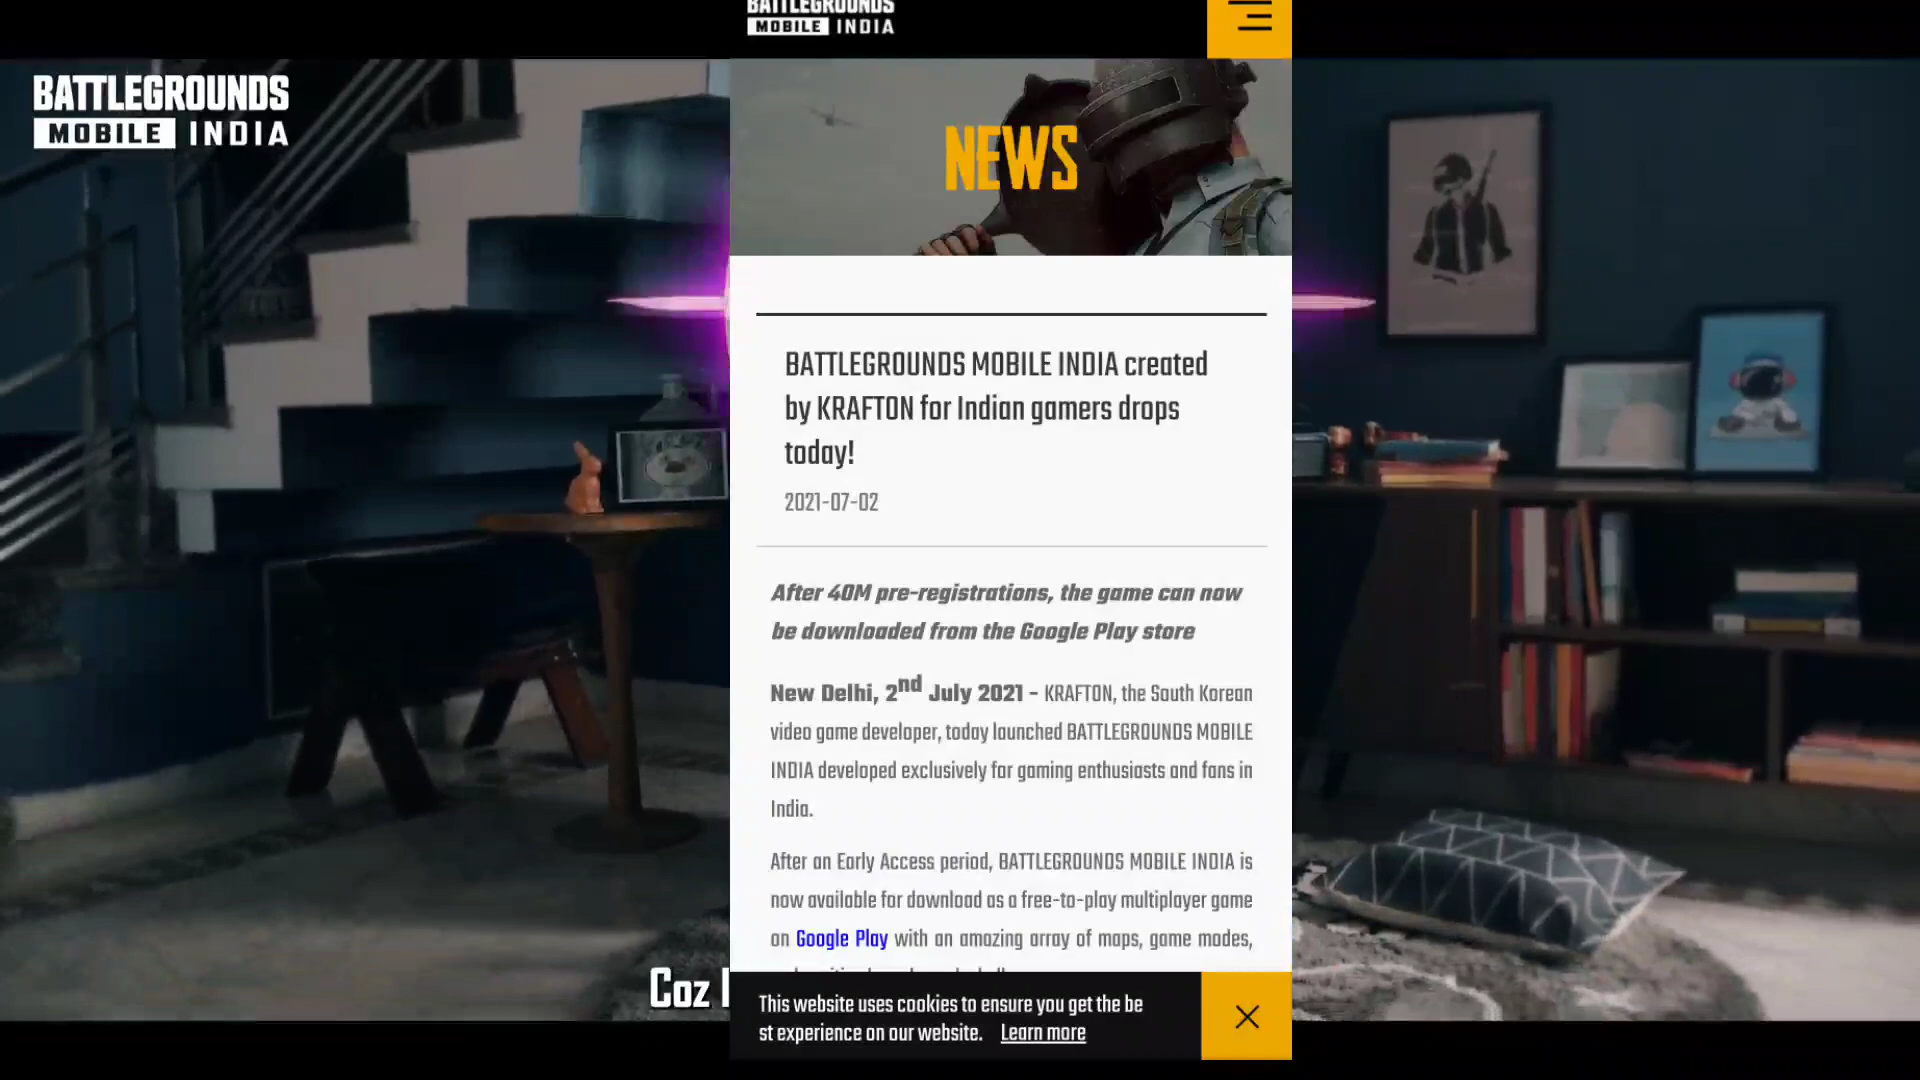 BATTLEGROUNDS
MOBILE INDIA
BATTLEGROUNDS
MOBILE INDIA
NEWS
BATTLEGROUNDS MOBILE INDIA created
by KRAFTON for Indian gamers drops
today!
2021-07-02
After 40M pre-registrations, the game can now
be downloaded from the Google Play store
New Delhi, 2nd July 2021 - KRAFTON, the South Korean
video game developer, today launched BATTLEGROUNDS MOBILE
INDIA developed exclusively for gaming enthusiasts and fans in
India.
After an Early Access period, BATTLEGROUNDS MOBILE INDIA is
now available for download as a free-to-play multiplayer game
on Google Play with an amazing array of maps, game modes,
Coz
This website uses cookies to ensure you get the be
st experience on our website. Learn more